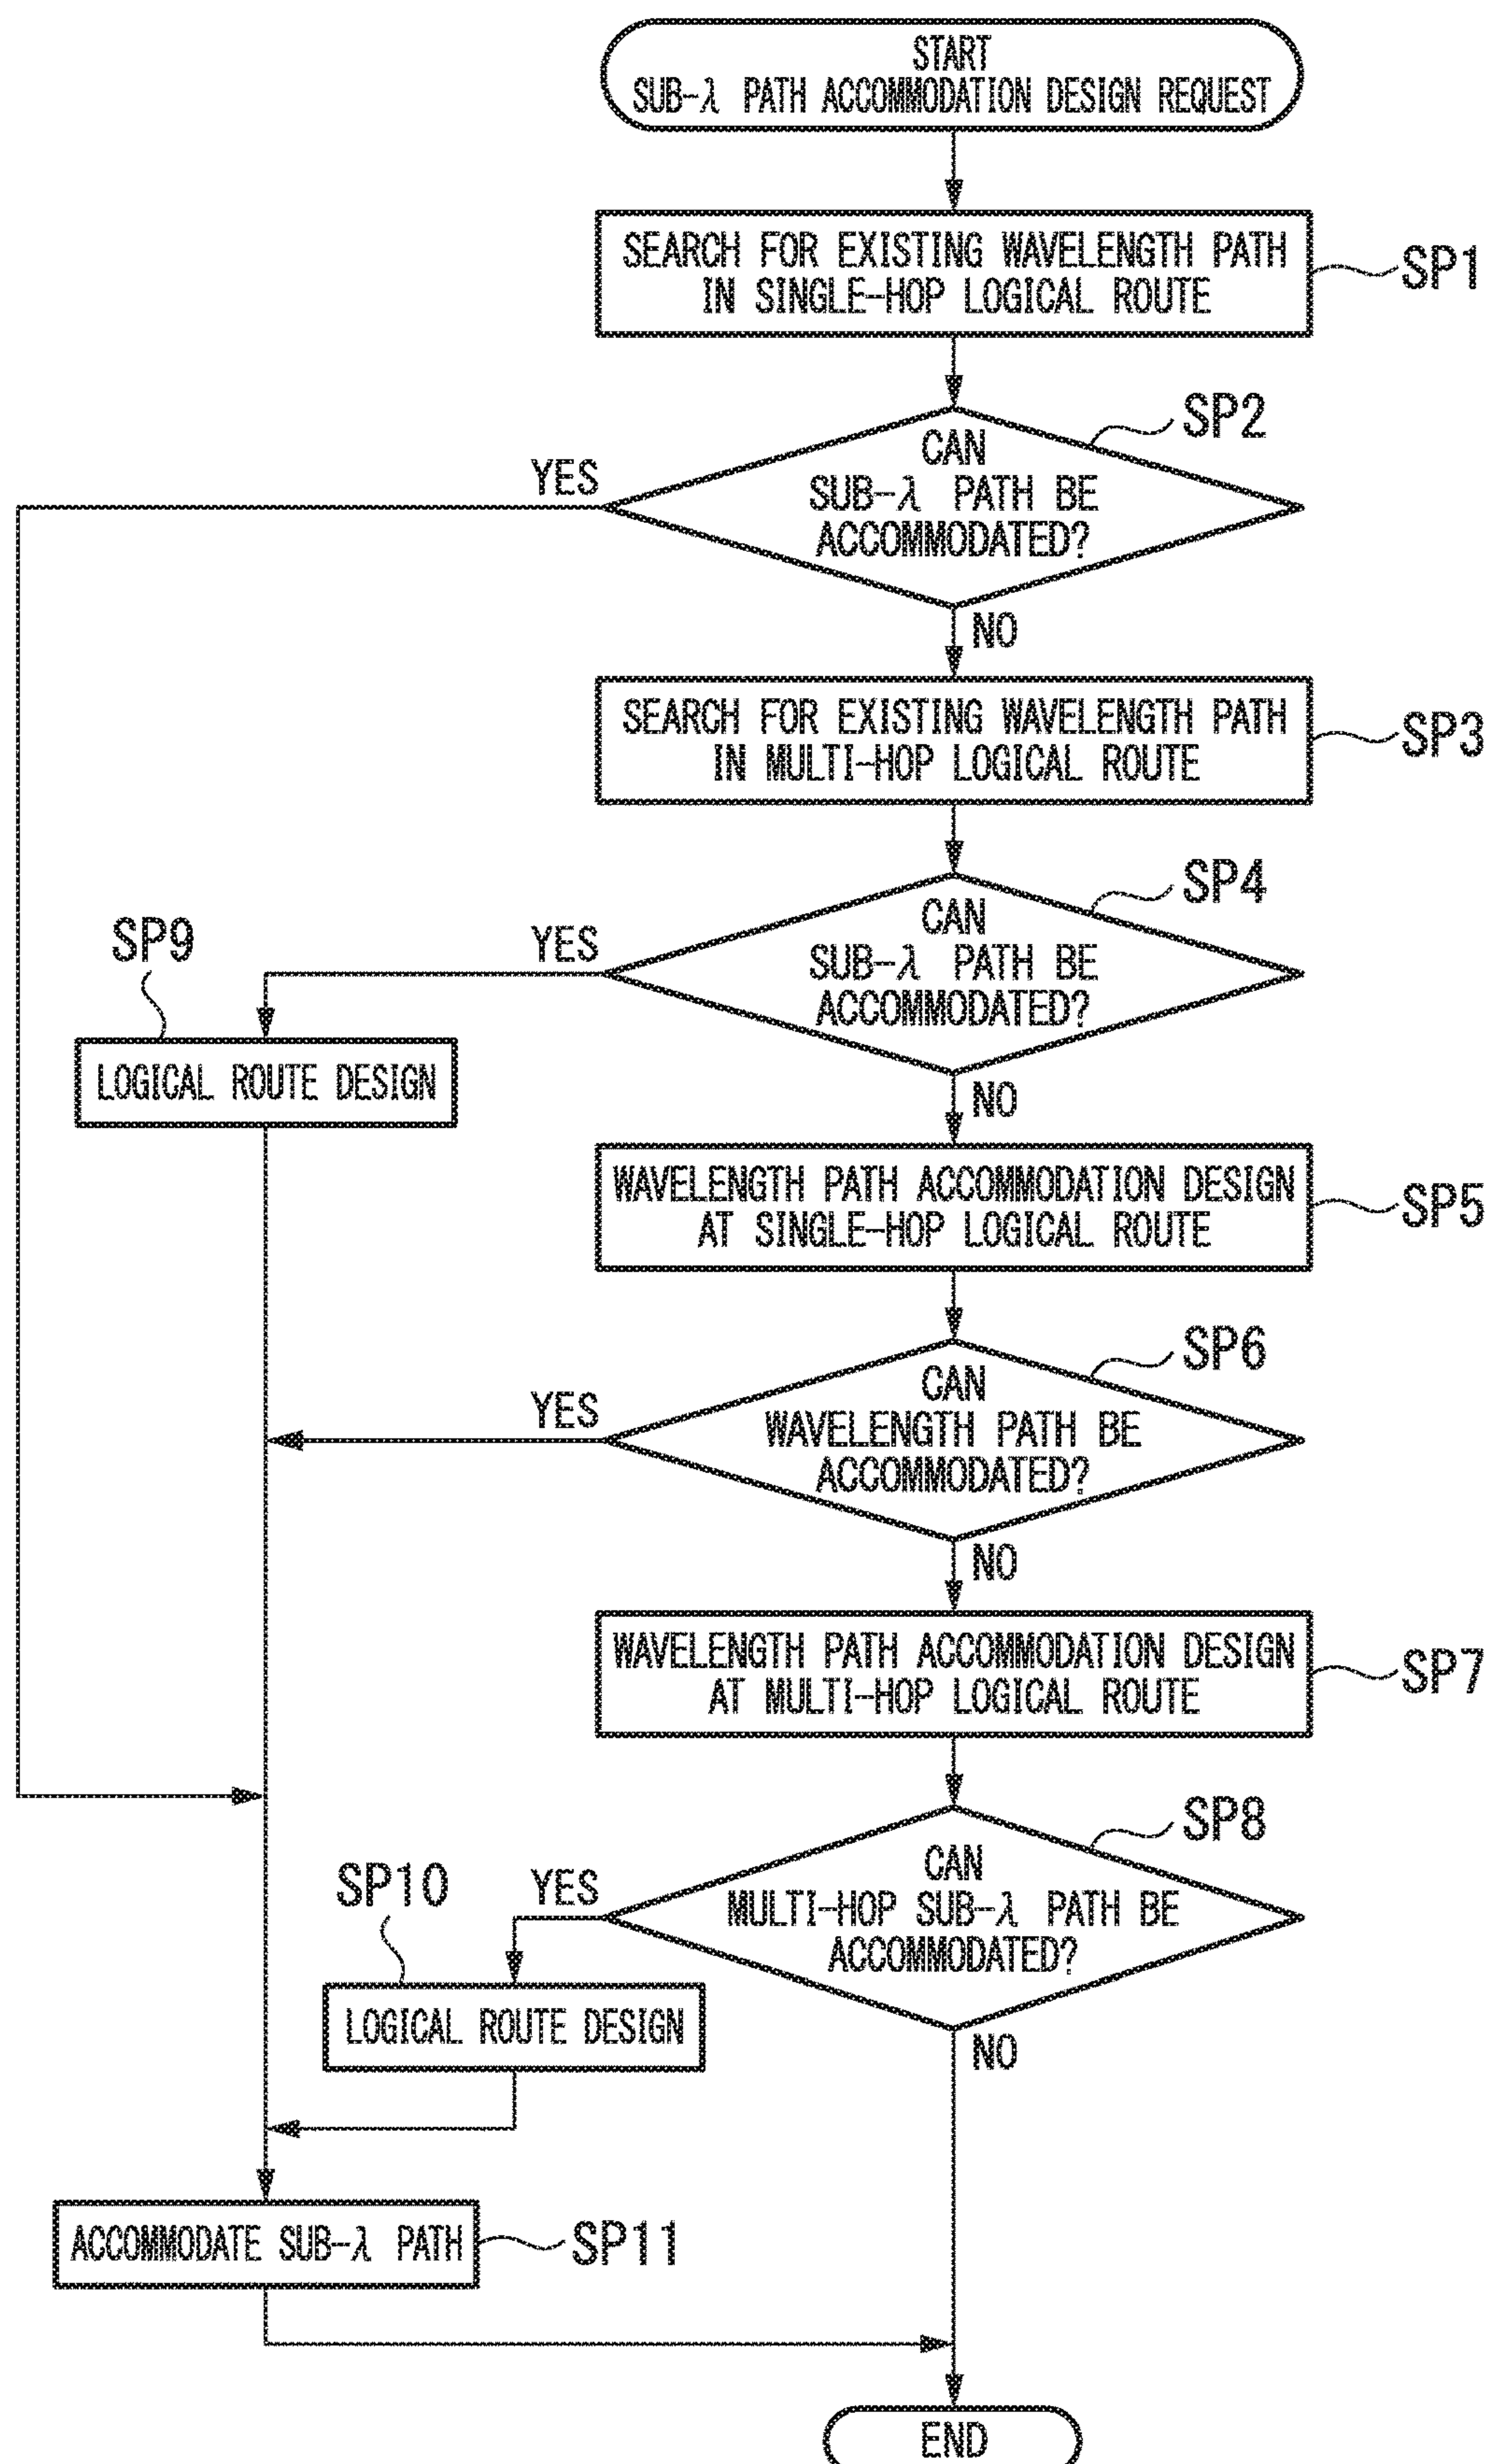 START
SUB-λ PATH ACCOMMODATION DESIGN REQUEST
SEARCH FOR EXISTING WAVELENGTH PATH
IN SINGLE-HOP LOGICAL ROUTE
SP1
SP2
CAN
SUB-λ PATH BE
ACCOMMODATED?
YES
NO
SEARCH FOR EXISTING WAVELENGTH PATH
IN MULTI-HOP LOGICAL ROUTE
SP3
SP4
CAN
SUB-λ PATH BE
ACCOMMODATED?
YES
SP9
LOGICAL ROUTE DESIGN
NO
WAVELENGTH PATH ACCOMMODATION DESIGN
AT SINGLE-HOP LOGICAL ROUTE
SP5
SP6
CAN
WAVELENGTH PATH BE
ACCOMMODATED?
YES
NO
WAVELENGTH PATH ACCOMMODATION DESIGN
AT MULTI-HOP LOGICAL ROUTE
SP7
SP8
CAN
MULTI-HOP SUB-λ PATH BE
ACCOMMODATED?
YES
SP10
LOGICAL ROUTE DESIGN
NO
ACCOMMODATE SUB-λ PATH
SP11
END